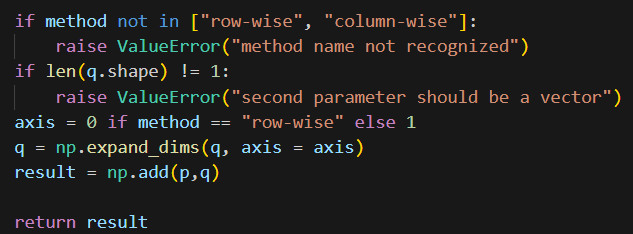 if method not in ["row-wise", "column-wise"]:
    raise ValueError("method name not recognized")
if len(q.shape) != 1:
    raise ValueError("second parameter should be a vector")
axis = 0 if method == "row-wise" else 1
q = np.expand_dims(q, axis = axis)
result = np.add(p,q)

return result